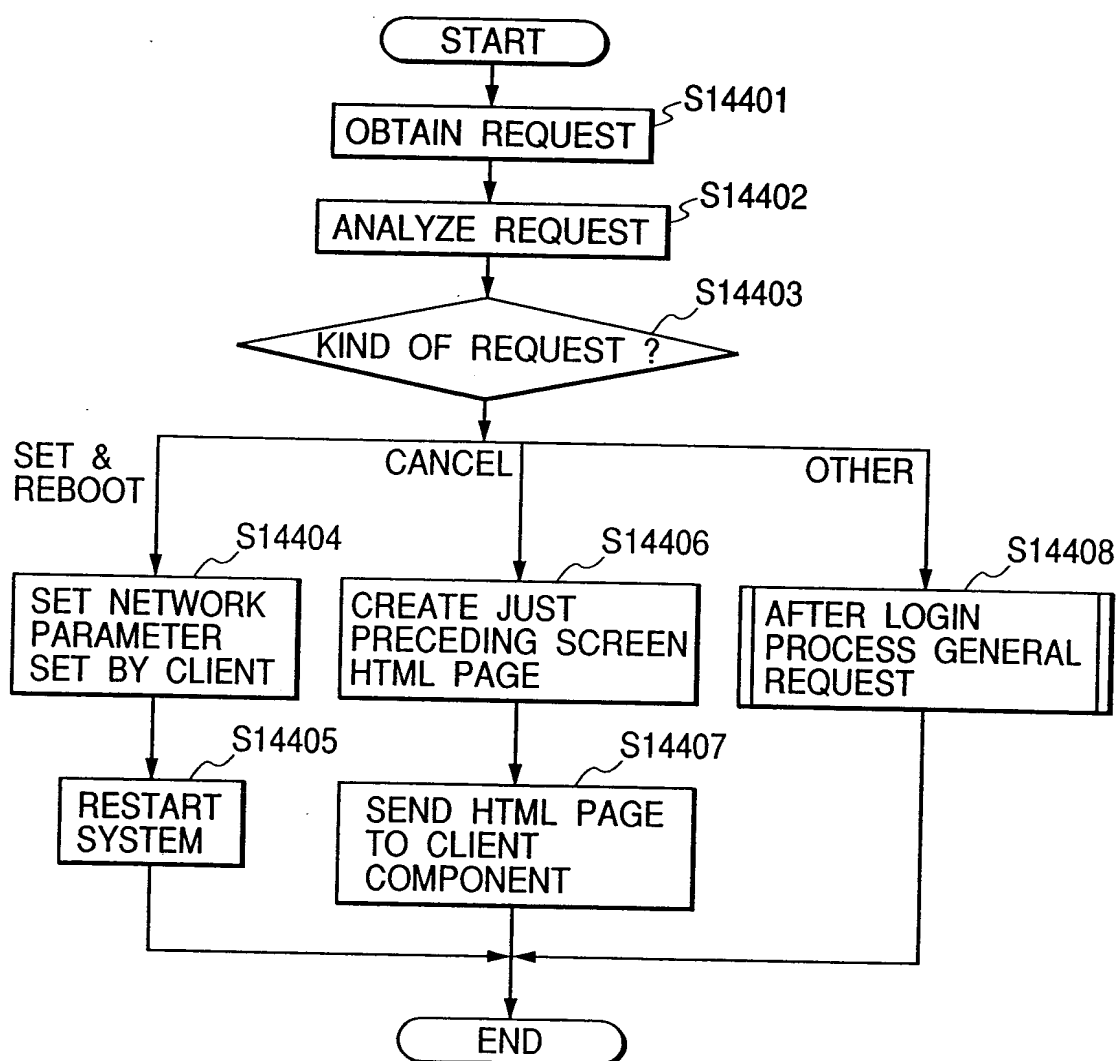 START
S14401
OBTAIN REQUEST
S14402
ANALYZE REQUEST
S14403
KIND OF REQUEST ?
SET &
REBOOT
CANCEL
OTHER
S14404
SET NETWORK
PARAMETER
SET BY CLIENT
S14406
CREATE JUST
PRECEDING SCREEN
HTML PAGE
S14408
AFTER LOGIN
PROCESS GENERAL
REQUEST
S14405
RESTART
SYSTEM
S14407
SEND HTML PAGE
TO CLIENT
COMPONENT
END